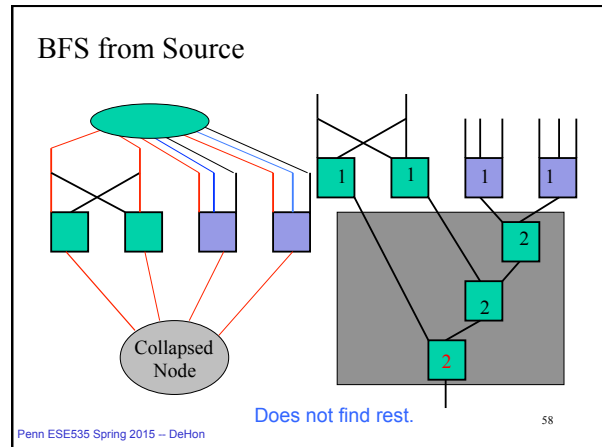 BFS from Source
1
1
1
1
2
2
2
Collapsed
Node
Does not find rest.
58
Penn ESE535 Spring 2015 -- DeHon